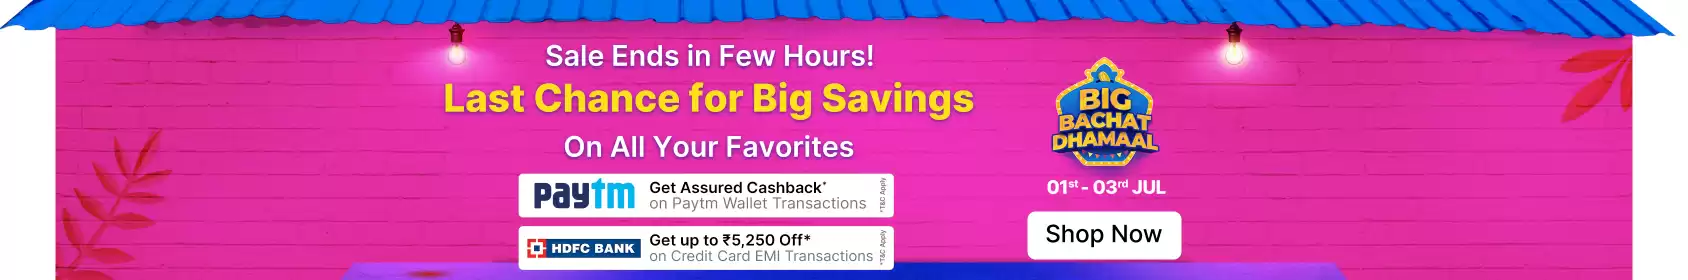 Sale Ends in Few Hours!
Last Chance for Big Savings
On All Your Favorites
paytm
Get Assured Cashback*
on Paytm Wallet Transactions
*T&C Apply
HDFC BANK
Get up to ₹5,250 Off*
on Credit Card EMI Transactions
*T&C Apply
BIG
BACHAT
DHAMAAL
01st - 03rd JUL
Shop Now